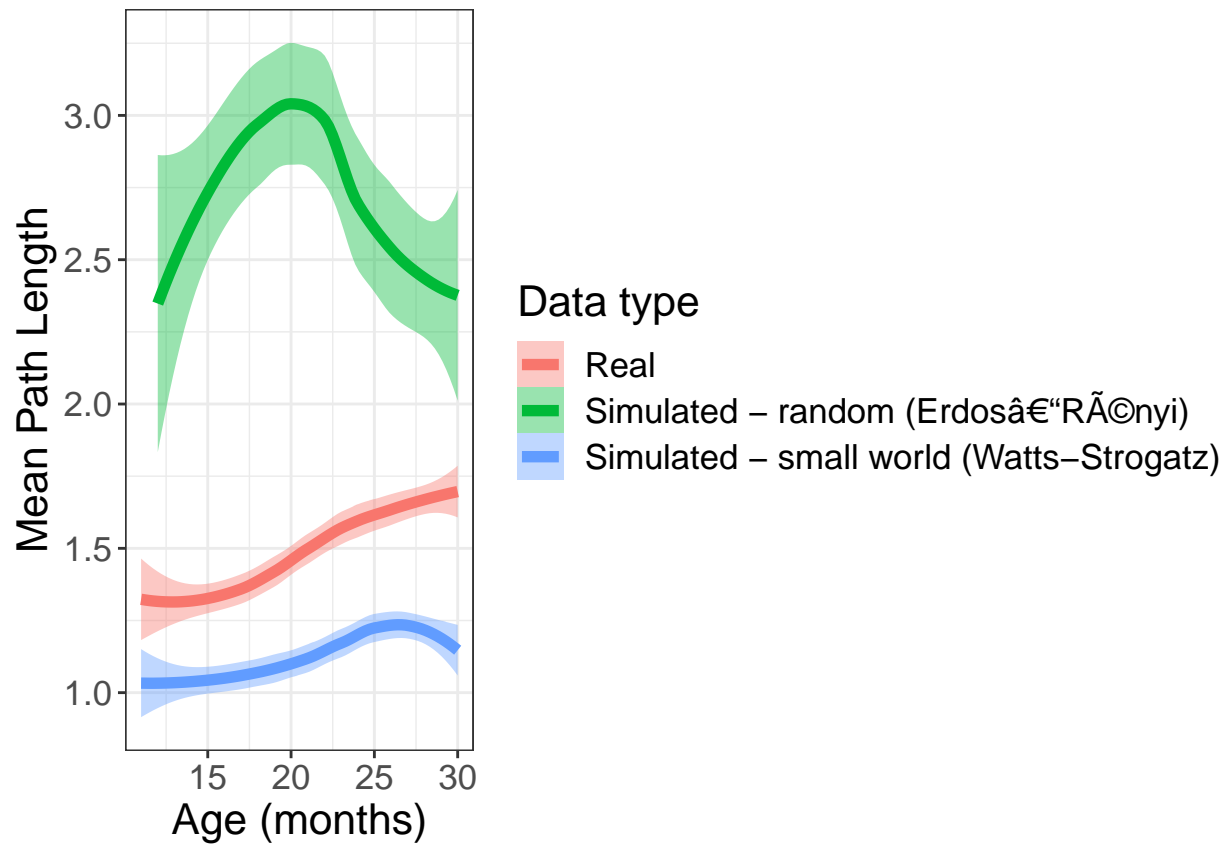 Mean Path Length
3.0
2.5
2.0
1.5
1.0
15 20 25 30
Age (months)
Data type
Real
Simulated − random (Erdosâ€“RÃ©nyi)
Simulated − small world (Watts−Strogatz)